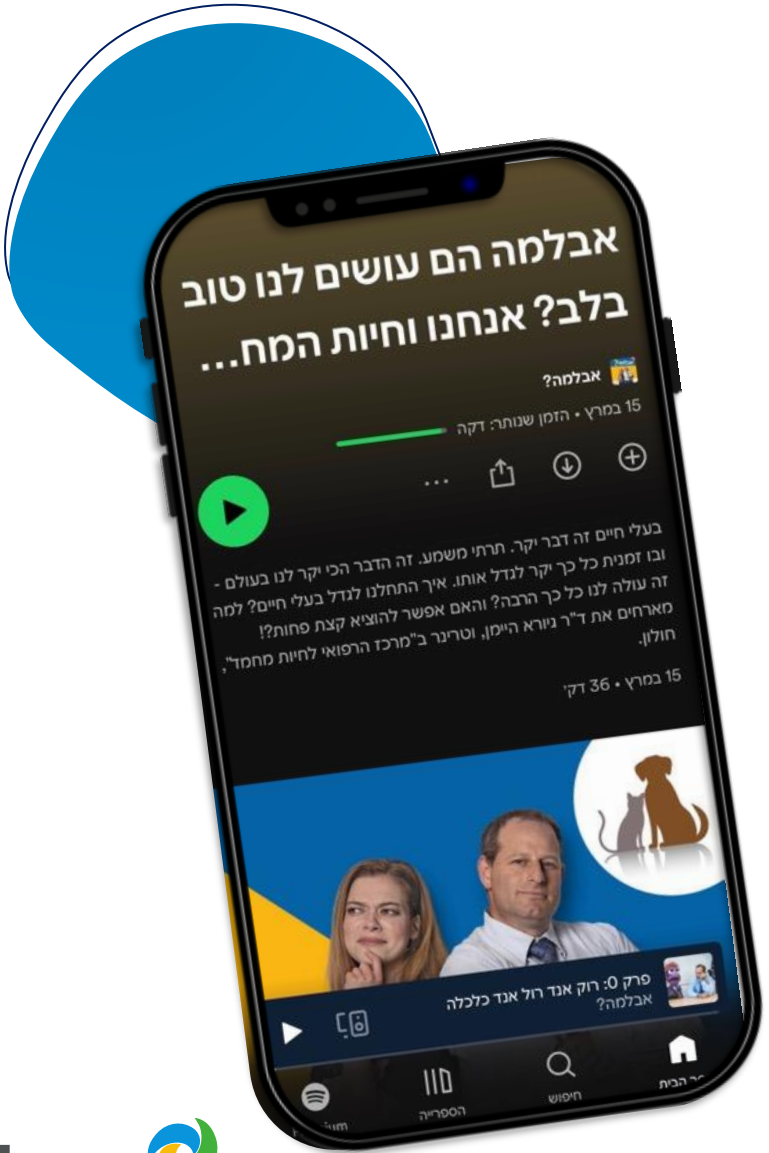 אבלמה הם עושים לנו טוב
בלב? אנחנו וחיות המח...
אבלמה?
15 במרץ • הזמן שנותר: דקה
בעלי חיים זה דבר יקר. תרתי משמע. זה הדבר הכי יקר לנו בעולם -
ובו זמנית כל כך יקר לגדל אותו. איך התחלנו לגדל בעלי חיים? למה
זה עולה לנו כל כך הרבה? והאם אפשר להוציא קצת פחות?!
מארחים את ד"ר גיורא היימן, וטרינר ב"מרכז הרפואי לחיות מחמד",
חולון.
15 במרץ • 36 דק׳
פרק 0: רוק אנד רול אנד כלכלה
אבלמה?
הבית
חיפוש
הספרייה